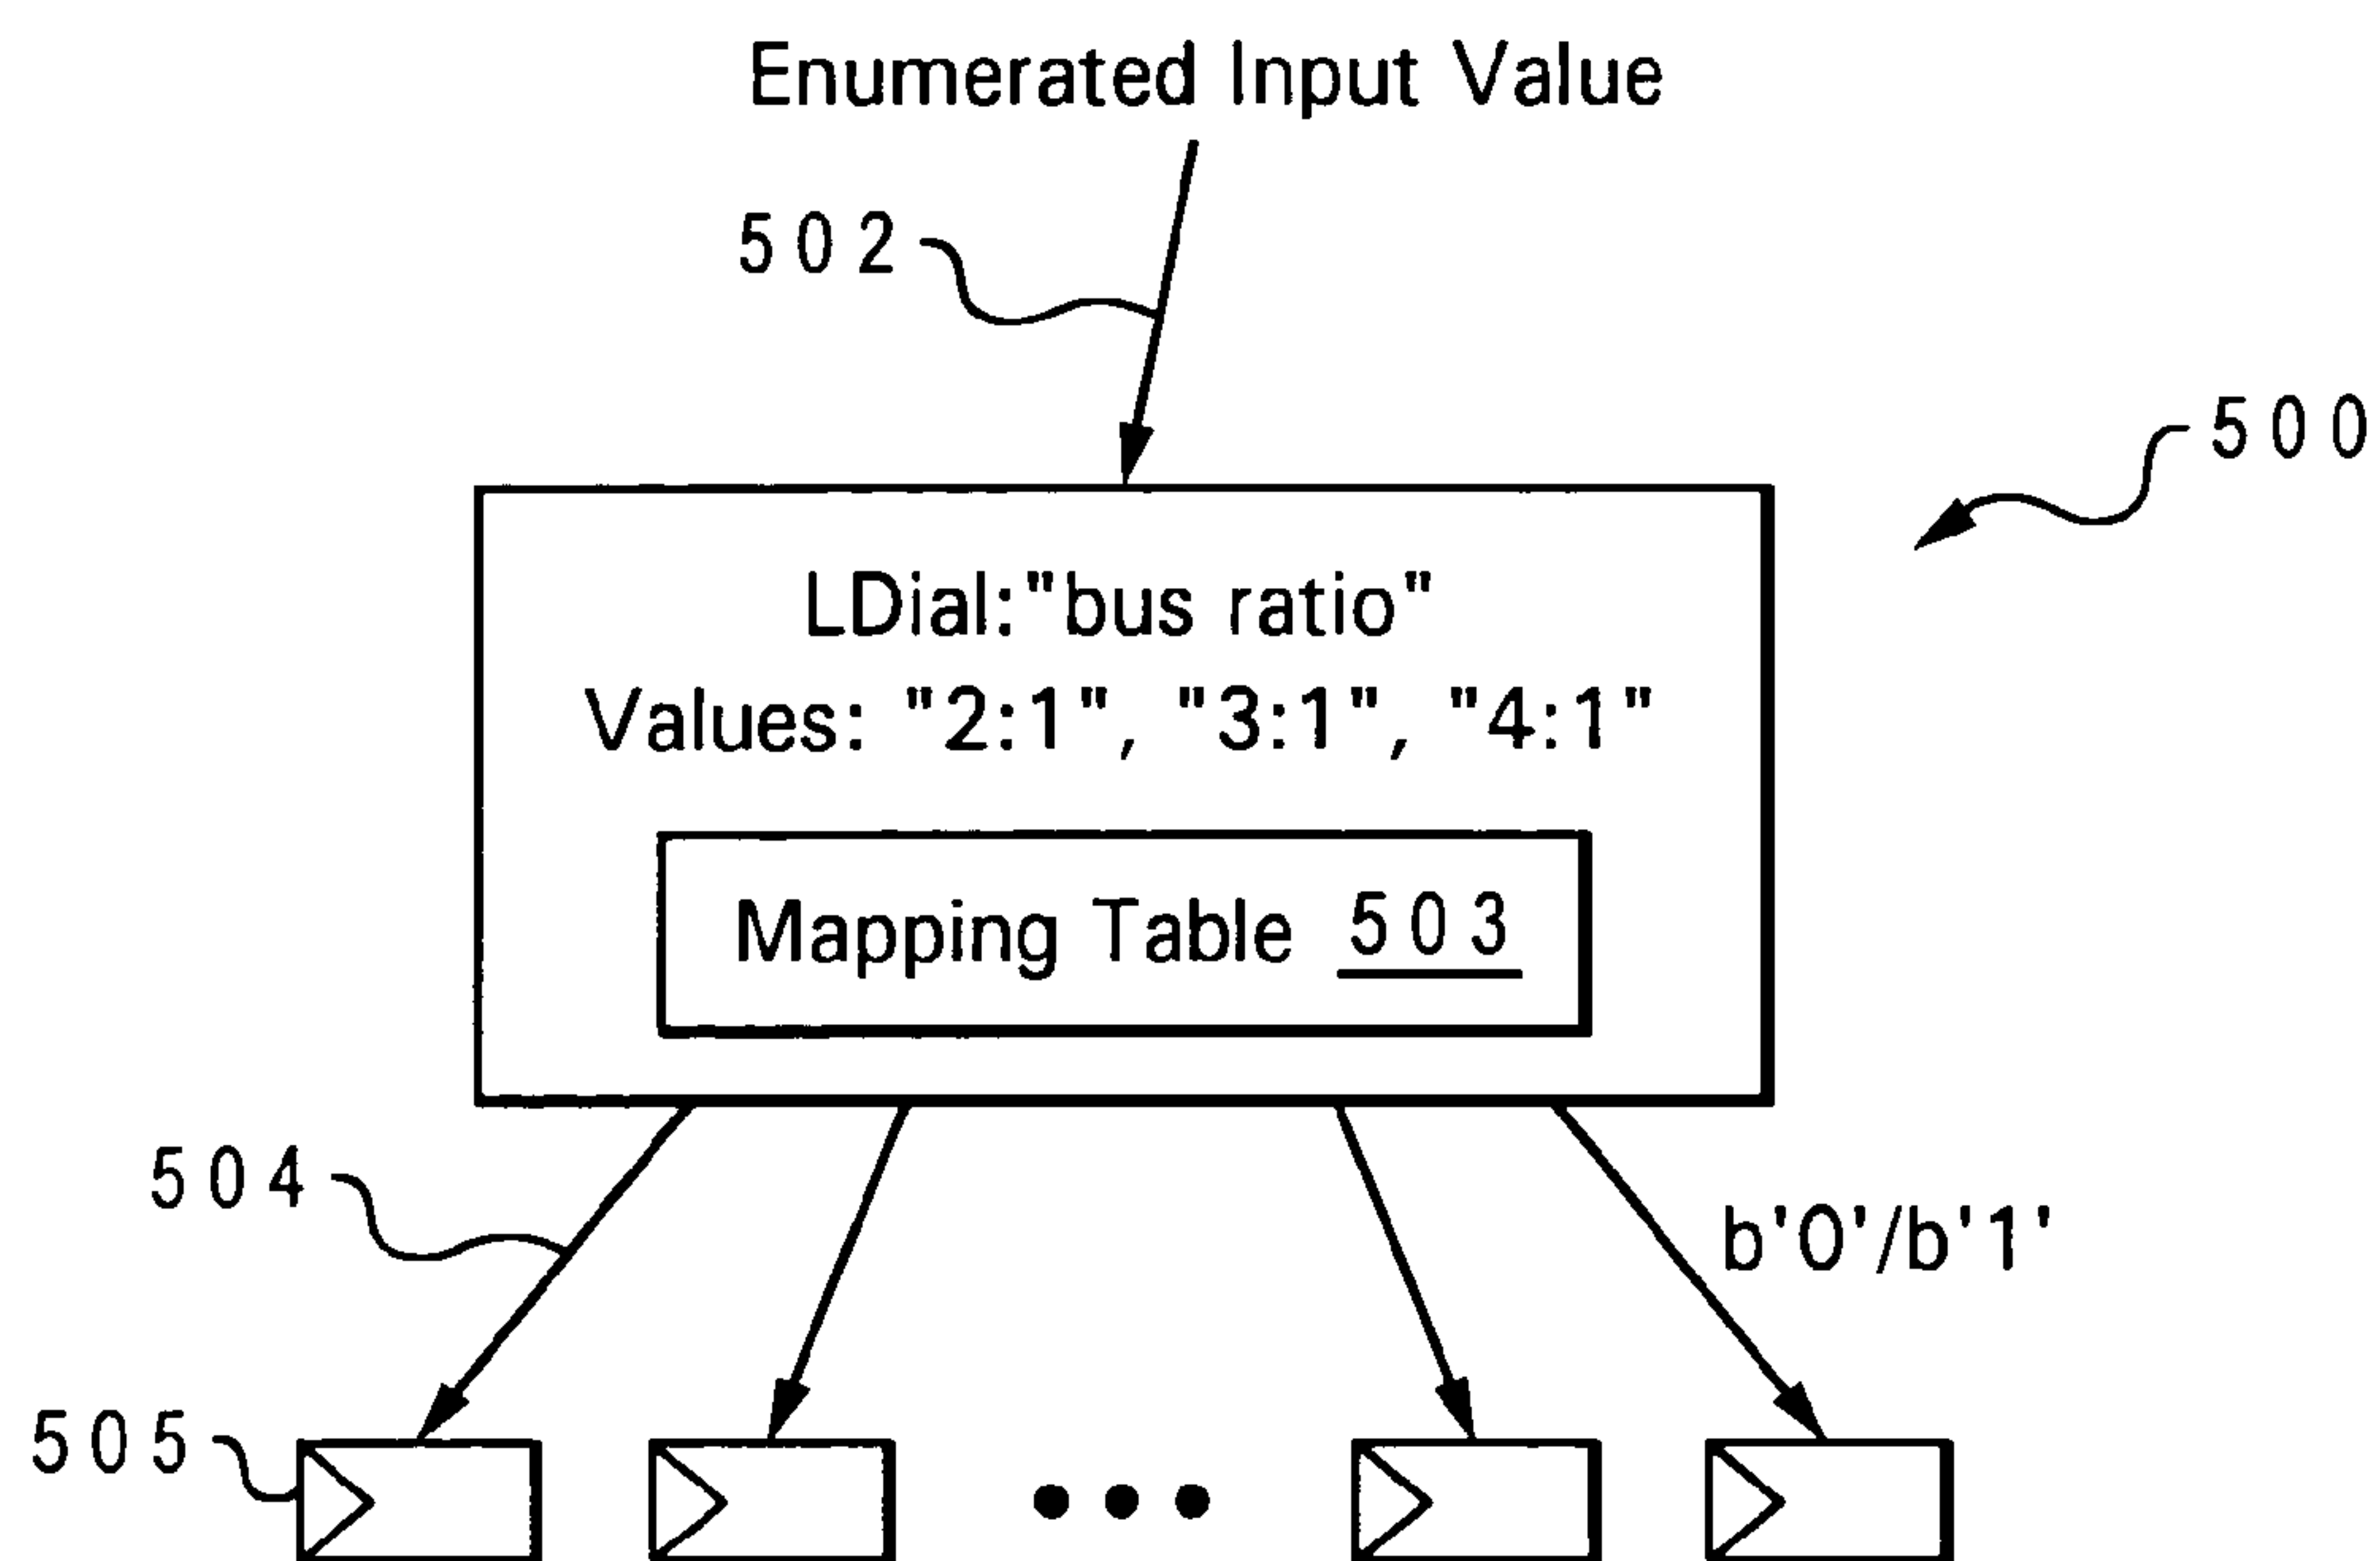 Enumerated Input Value
502
500
LDial:"bus ratio"
Values: "2:1", "3:1", "4:1"
Mapping Table 503
504
b'0'/b'1'
505